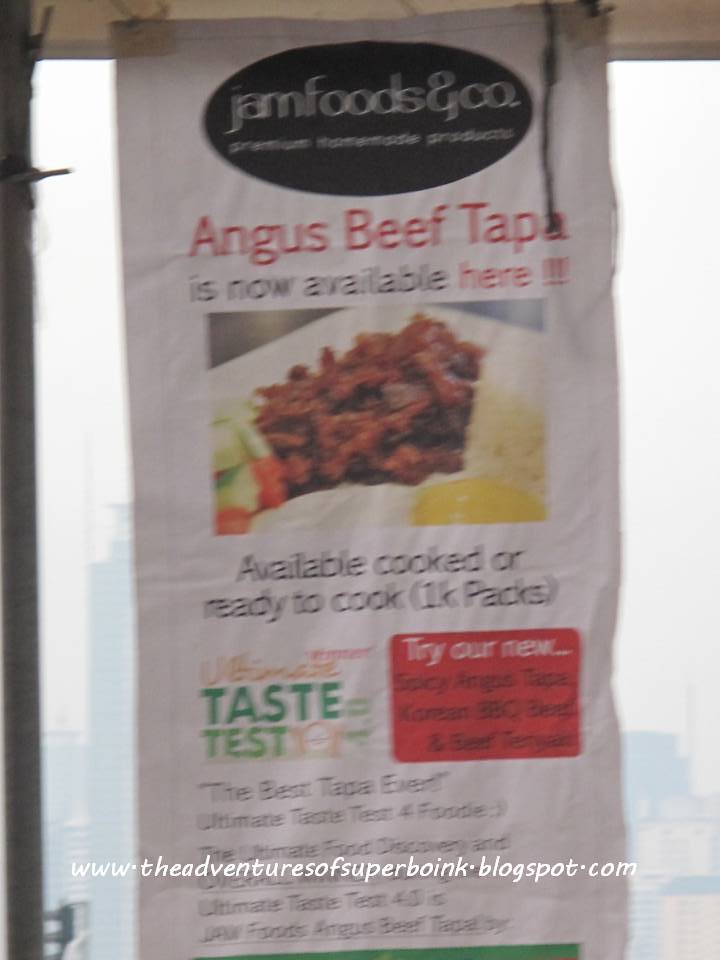 jamfoods&co.
premium homemade products
Angus Beef Tapa
is now available here !!!
Available cooked or
ready to cook (1k Packs)
Ultimate
TASTE
TEST
Try our new...
Spicy Angus Tapa,
Korean BBQ Beef
& Beef Teriyaki
"The Best Tapa Ever!"
Ultimate Taste Test 4 Foodie :)
The Ultimate Food Discovery and
www.theadventuresofsuperboink.blogspot.com
OVERALL
Ultimate Taste Test 4.0 is
JAM Foods Angus Beef Tapa! by: